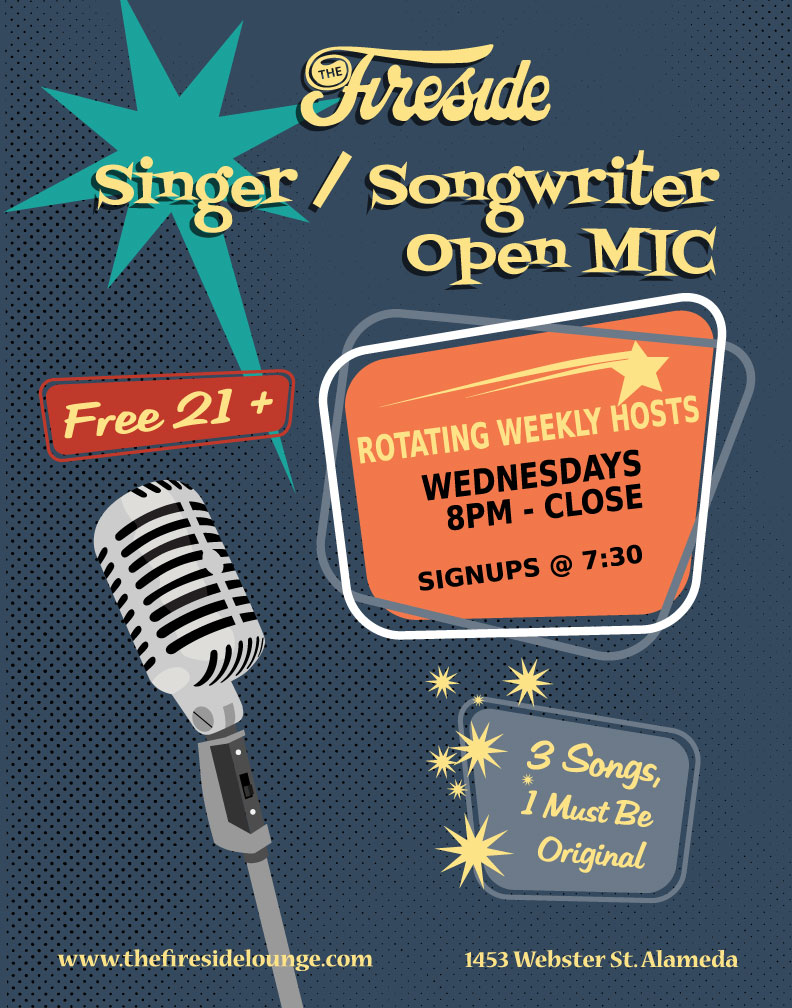 THE Fireside
Singer / Songwriter
Open MIC
Free 21 +
ROTATING WEEKLY HOSTS
WEDNESDAYS
8PM - CLOSE
SIGNUPS @ 7:30
3 Songs,
1 Must Be
Original
www.thefiresidelounge.com
1453 Webster St. Alameda